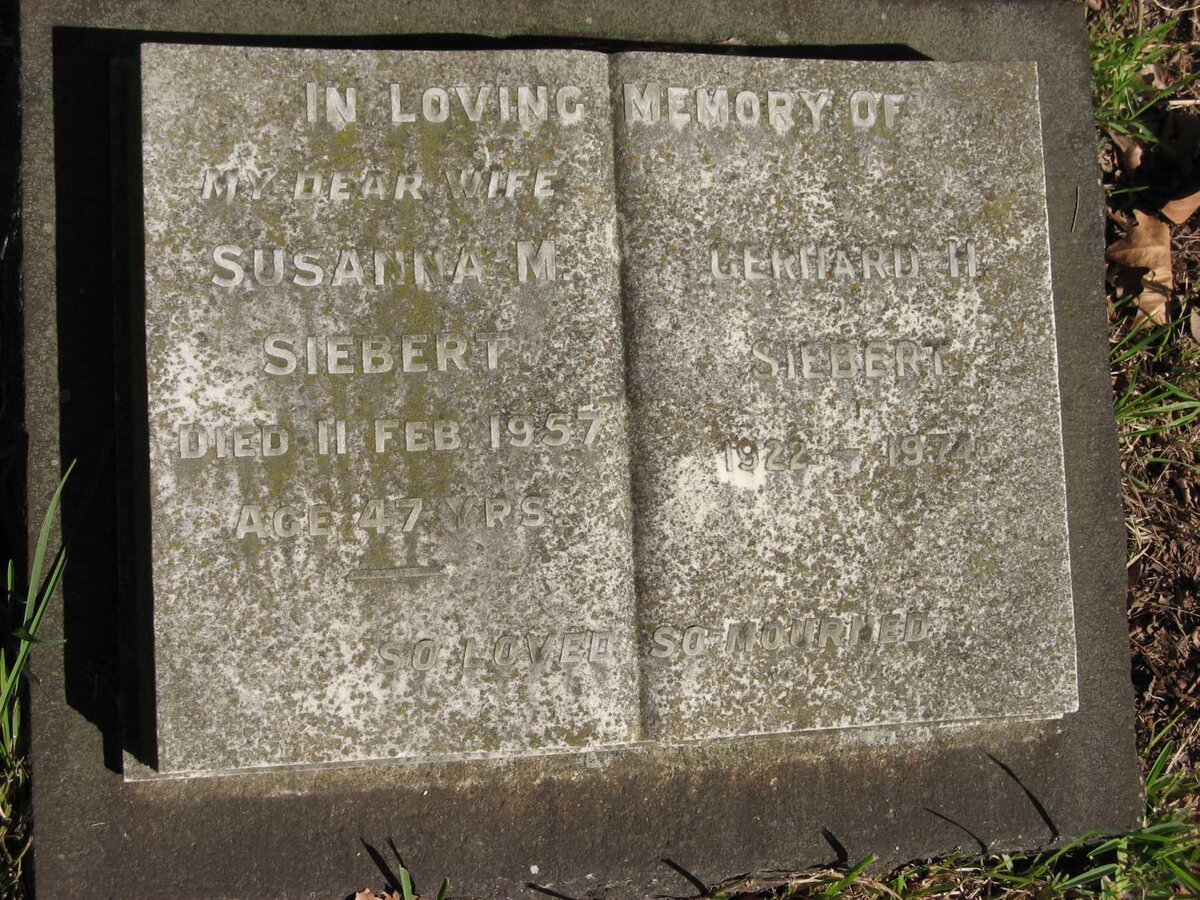 IN LOVING MEMORY OF
MY DEAR WIFE
SUSANNA M.
SIEBERT
DIED 11 FEB. 1957
AGE 47 YRS.
GERHARD H.
SIEBERT.
1922 - 1974
SO LOVED SO MOURNED